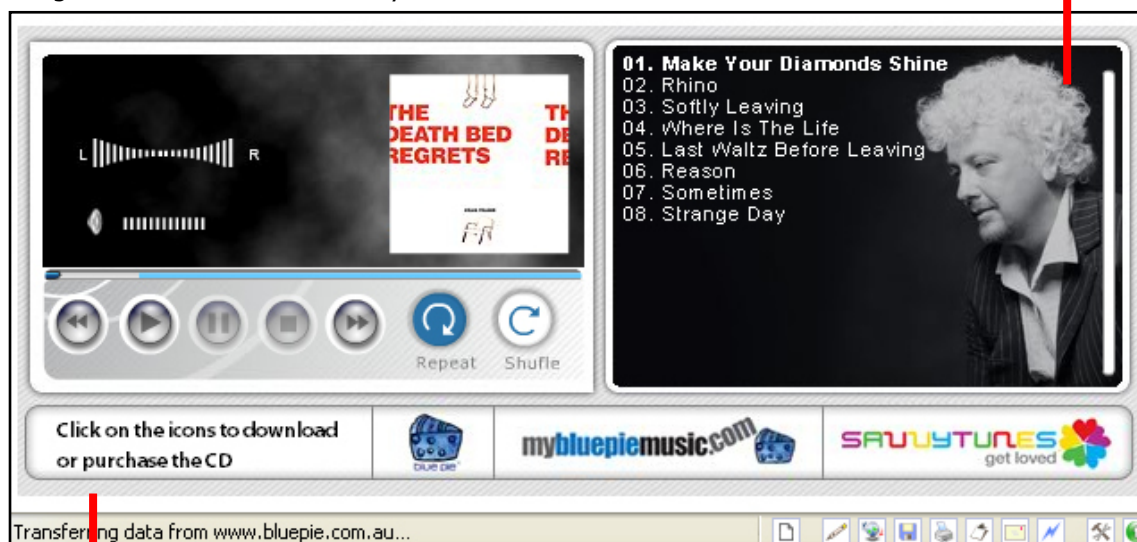 01. Make Your Diamonds Shine
02. Rhino
03. Softly Leaving
04. Where Is The Life
05. Last Waltz Before Leaving
06. Reason
07. Sometimes
08. Strange Day
THE
DEATH BED
REGRETS
TH
DE
RE
L R
Repeat Shufle
Click on the icons to download
or purchase the CD
blue pie
mybluepiemusic.com
SAVVYTUNES
get loved
Transferring data from www.bluepie.com.au...